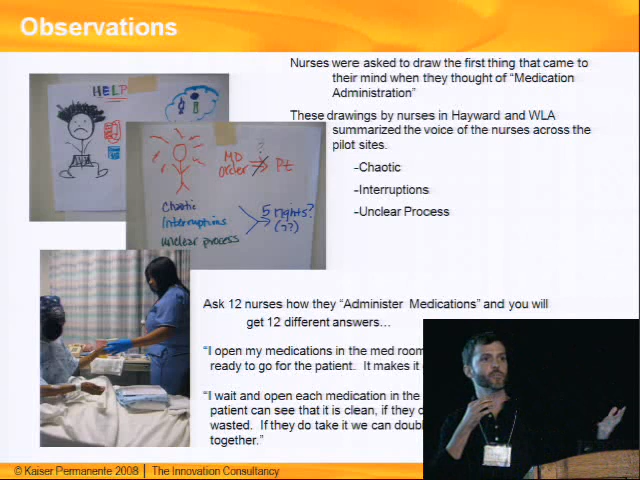 Observations
Nurses were asked to draw the first thing that came to
their mind when they thought of “Medication
Administration”
These drawings by nurses in Hayward and WLA
summarized the voice of the nurses across the
pilot sites.
-Chaotic
-Interruptions
-Unclear Process
HELP
MD
order
?
Pt
Chaotic
Interruptions
unclear process
5 rights?
(??)
Ask 12 nurses how they “Administer Medications” and you will
get 12 different answers…
“I open my medications in the med room
ready to go for the patient. It makes it
“I wait and open each medication in the
patient can see that it is clean, if they
wasted. If they do take it we can
together.”
© Kaiser Permanente 2008 | The Innovation Consultancy